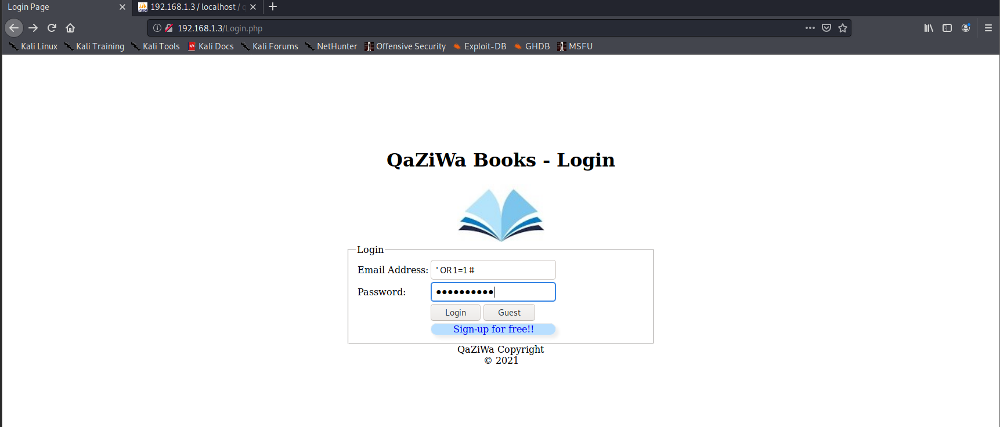 Login Page
192.168.1.3 / localhost / q
192.168.1.3/Login.php
Kali Linux Kali Training Kali Tools Kali Docs Kali Forums NetHunter Offensive Security Exploit-DB GHDB MSFU
QaZiWa Books - Login
Login
Email Address: ' OR 1=1 #
Password: ●●●●●●●●●●
Login Guest
Sign-up for free!!
QaZiWa Copyright
© 2021